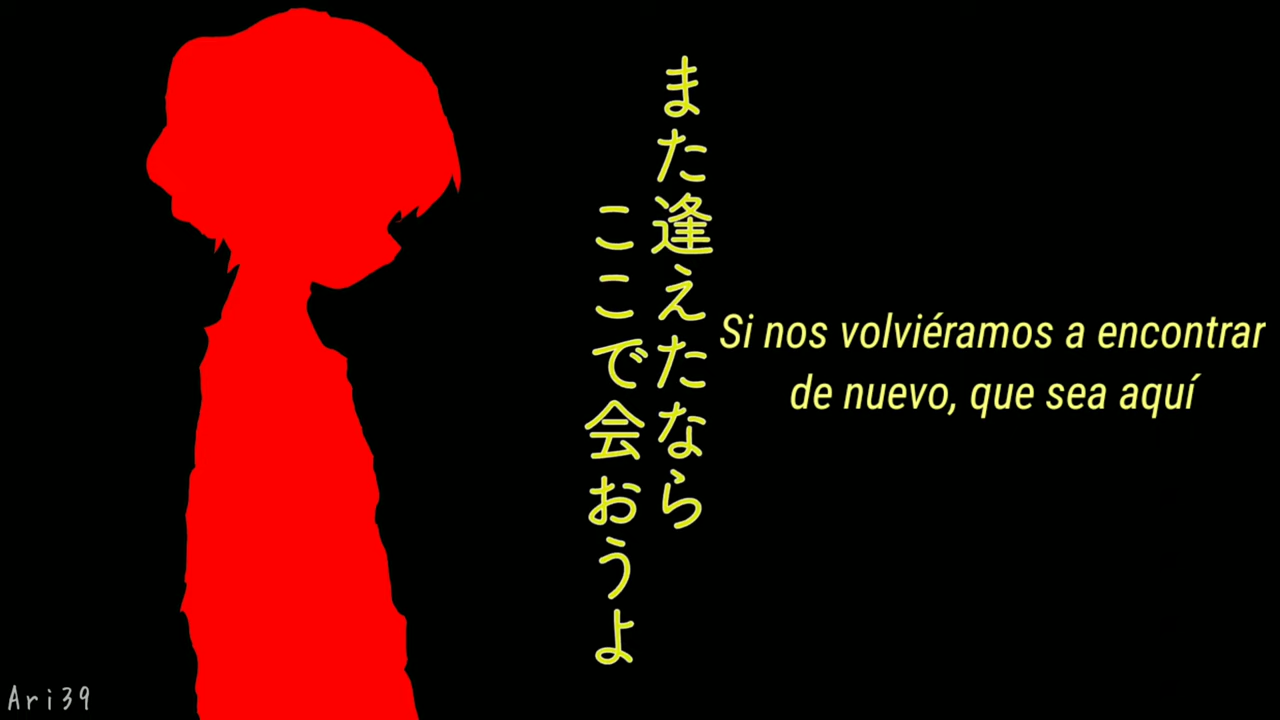 また逢えたなら
ここで会おうよ
Si nos volviéramos a encontrar
de nuevo, que sea aquí
Ari39